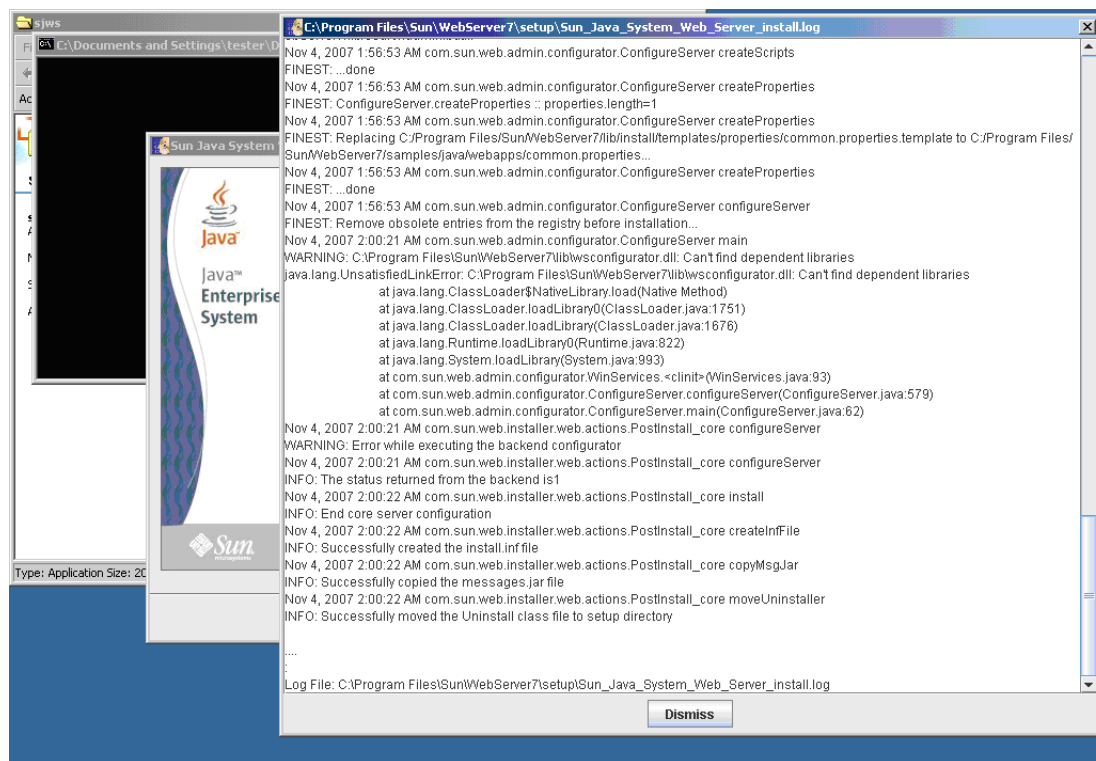 sjws
C:\Documents and Settings\tester\D
Ad
Sun Java System
Java
Java™
Enterprise
System
Sun
microsystems
Type: Application Size: 20
C:\Program Files\Sun\WebServer7\setup\Sun_Java_System_Web_Server_install.log
Nov 4, 2007 1:56:53 AM com.sun.web.admin.configurator.ConfigureServer createScripts
FINEST: ...done
Nov 4, 2007 1:56:53 AM com.sun.web.admin.configurator.ConfigureServer createProperties
FINEST: ConfigureServer.createProperties :: properties.length=1
Nov 4, 2007 1:56:53 AM com.sun.web.admin.configurator.ConfigureServer createProperties
FINEST: Replacing C:/Program Files/Sun/WebServer7/lib/install/templates/properties/common.properties.template to C:/Program Files/
Sun/WebServer7/samples/java/webapps/common.properties...
Nov 4, 2007 1:56:53 AM com.sun.web.admin.configurator.ConfigureServer createProperties
FINEST: ...done
Nov 4, 2007 1:56:53 AM com.sun.web.admin.configurator.ConfigureServer configureServer
FINEST: Remove obsolete entries from the registry before installation...
Nov 4, 2007 2:00:21 AM com.sun.web.admin.configurator.ConfigureServer main
WARNING: C:\Program Files\Sun\WebServer7\lib\wsconfigurator.dll: Can't find dependent libraries
java.lang.UnsatisfiedLinkError: C:\Program Files\Sun\WebServer7\lib\wsconfigurator.dll: Can't find dependent libraries
at java.lang.ClassLoader$NativeLibrary.load(Native Method)
at java.lang.ClassLoader.loadLibrary0(ClassLoader.java:1751)
at java.lang.ClassLoader.loadLibrary(ClassLoader.java:1676)
at java.lang.Runtime.loadLibrary0(Runtime.java:822)
at java.lang.System.loadLibrary(System.java:993)
at com.sun.web.admin.configurator.WinServices.<clinit>(WinServices.java:93)
at com.sun.web.admin.configurator.ConfigureServer.configureServer(ConfigureServer.java:579)
at com.sun.web.admin.configurator.ConfigureServer.main(ConfigureServer.java:62)
Nov 4, 2007 2:00:21 AM com.sun.web.installer.web.actions.PostInstall_core configureServer
WARNING: Error while executing the backend configurator
Nov 4, 2007 2:00:21 AM com.sun.web.installer.web.actions.PostInstall_core configureServer
INFO: The status returned from the backend is1
Nov 4, 2007 2:00:22 AM com.sun.web.installer.web.actions.PostInstall_core install
INFO: End core server configuration
Nov 4, 2007 2:00:22 AM com.sun.web.installer.web.actions.PostInstall_core createInfFile
INFO: Successfully created the install.inf file
Nov 4, 2007 2:00:22 AM com.sun.web.installer.web.actions.PostInstall_core copyMsgJar
INFO: Successfully copied the messages.jar file
Nov 4, 2007 2:00:22 AM com.sun.web.installer.web.actions.PostInstall_core moveUninstaller
INFO: Successfully moved the Uninstall class file to setup directory
....
:
Log File: C:\Program Files\Sun\WebServer7\setup\Sun_Java_System_Web_Server_install.log
Dismiss